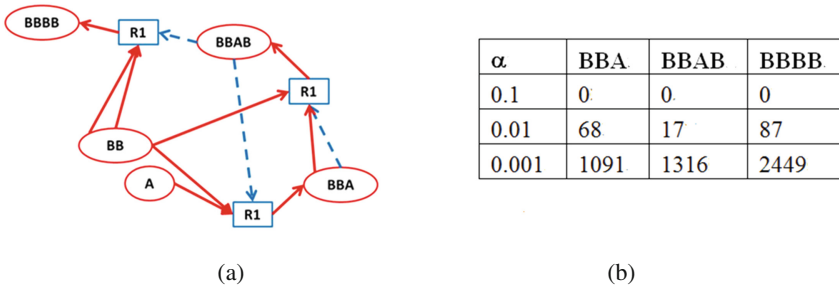 BBBB
R1
BBAB
R1
BB
A
BBA
R1
(a)
α BBA BBAB BBBB
0.1 0 0 0
0.01 68 17 87
0.001 1091 1316 2449
(b)